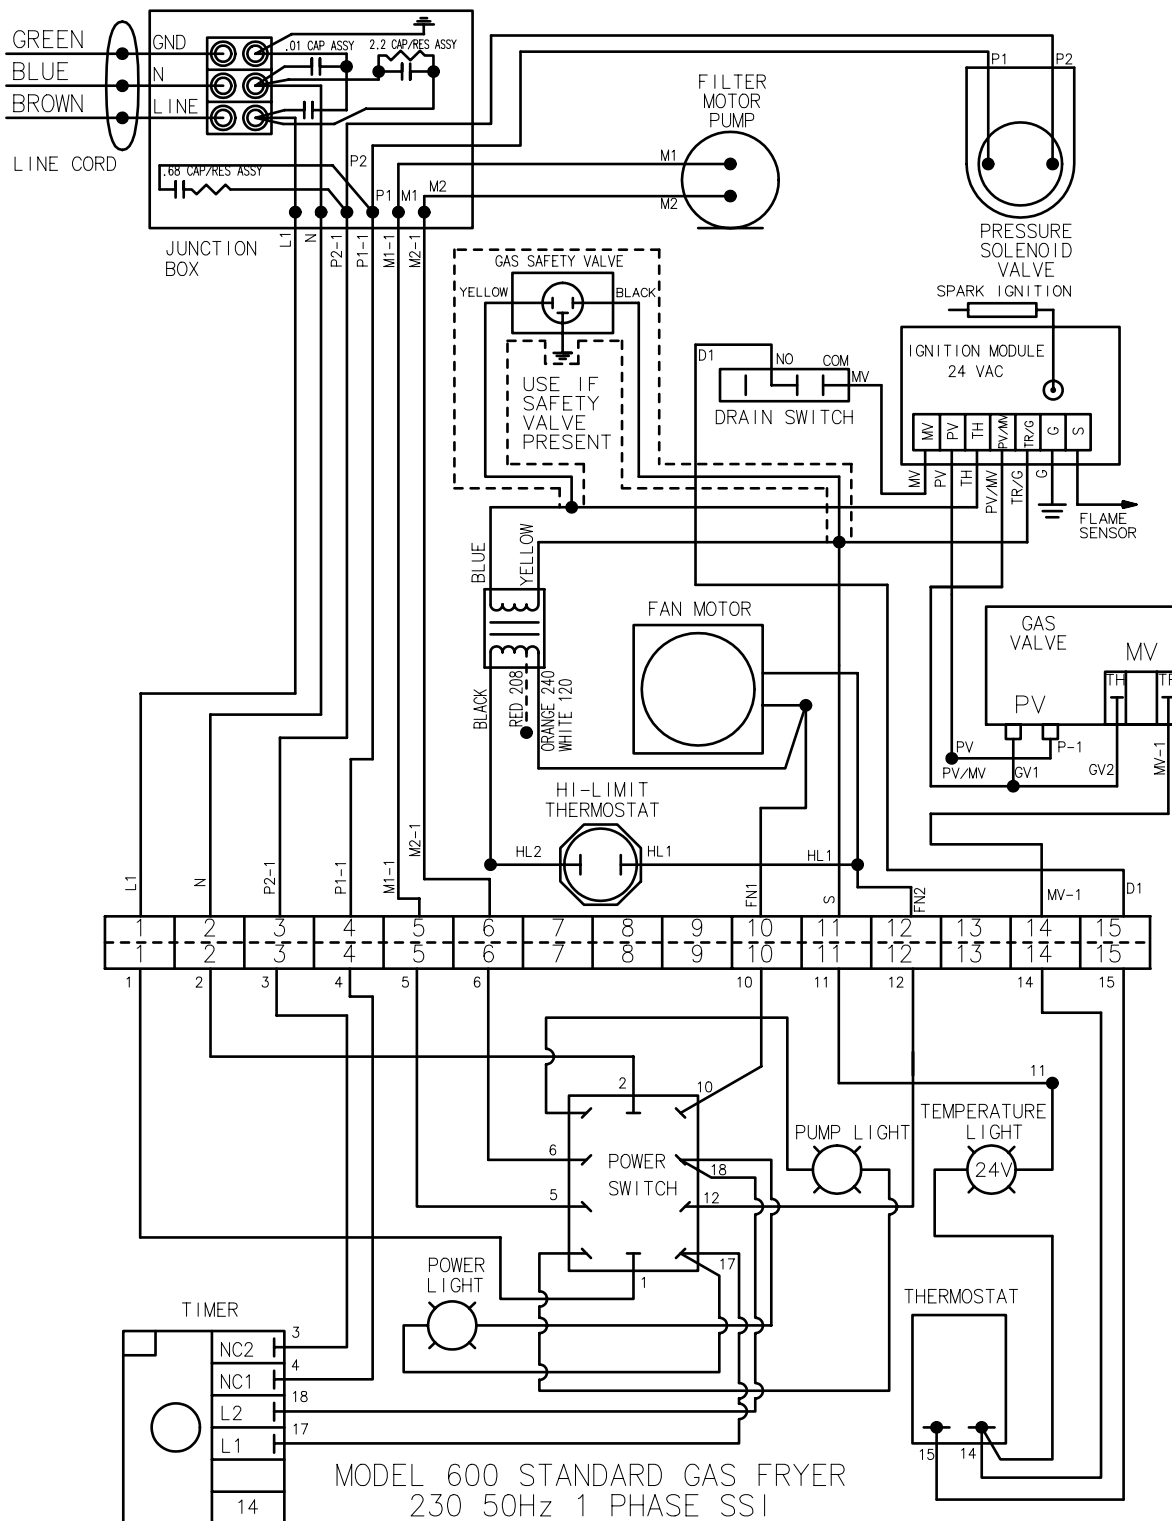 GREEN
BLUE
BROWN
LINE CORD
GND
N
LINE
.01 CAP ASSY
2.2 CAP/RES ASSY
.68 CAP/RES ASSY
P2
P1
M1
M2
JUNCTION
BOX
L1
N
P2-1
P1-1
M1-1
M2-1
FILTER
MOTOR
PUMP
M1
M2
P1
P2
PRESSURE
SOLENOID
VALVE
GAS SAFETY VALVE
YELLOW
BLACK
USE IF
SAFETY
VALVE
PRESENT
D1
NO
COM
MV
DRAIN SWITCH
SPARK IGNITION
IGNITION MODULE
24 VAC
MV
PV
TH
PV/MV
TR/G
G
S
MV
PV
TH
PV/MV
TR/G
G
FLAME
SENSOR
BLUE
YELLOW
BLACK
RED 208
ORANGE 240
WHITE 120
FAN MOTOR
GAS
VALVE
MV
TH
TR
PV
PV
P-1
PV/MV
GV1
GV2
MV-1
HI-LIMIT
THERMOSTAT
HL2
HL1
HL1
L1
N
P2-1
P1-1
M1-1
M2-1
FN1
S
FN2
MV-1
D1
1 2 3 4 5 6 7 8 9 10 11 12 13 14 15
1 2 3 4 5 6 7 8 9 10 11 12 13 14 15
1 2 3 4 5 6 10 11 12 14 15
2
10
6
18
5
12
17
1
POWER
SWITCH
PUMP LIGHT
11
TEMPERATURE
LIGHT
24V
POWER
LIGHT
THERMOSTAT
15
14
TIMER
NC2
3
NC1
4
L2
18
L1
17
14
MODEL 600 STANDARD GAS FRYER
230 50Hz 1 PHASE SSI